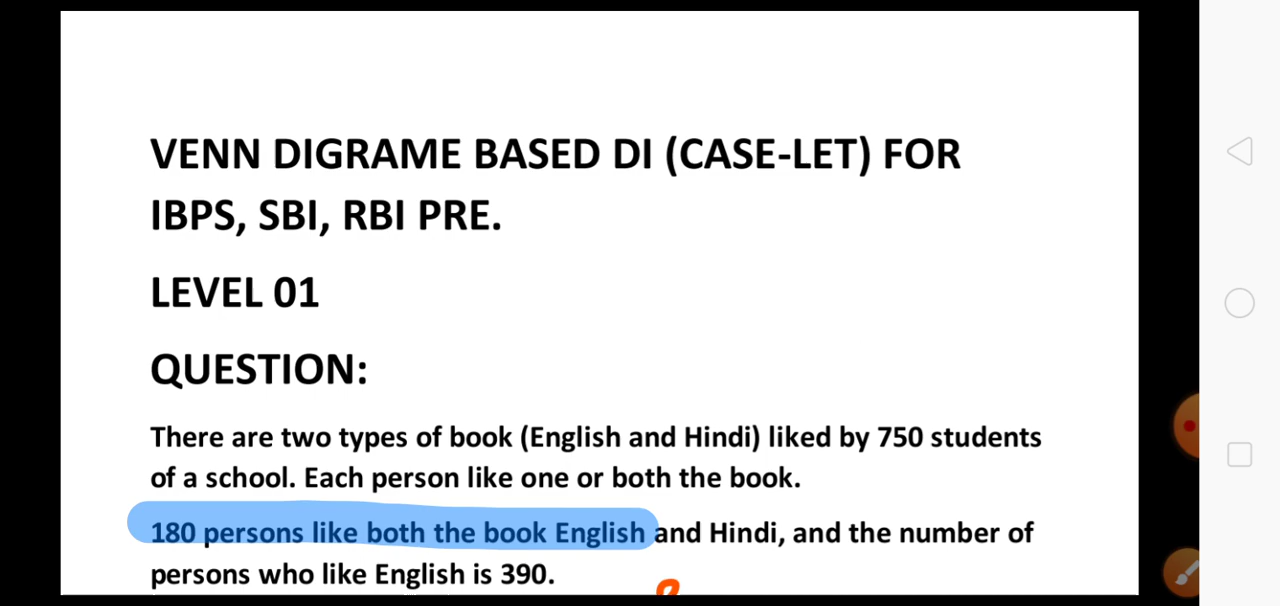 VENN DIGRAME BASED DI (CASE-LET) FOR
IBPS, SBI, RBI PRE.
LEVEL 01
QUESTION:
There are two types of book (English and Hindi) liked by 750 students
of a school. Each person like one or both the book.
180 persons like both the book English and Hindi, and the number of
persons who like English is 390.